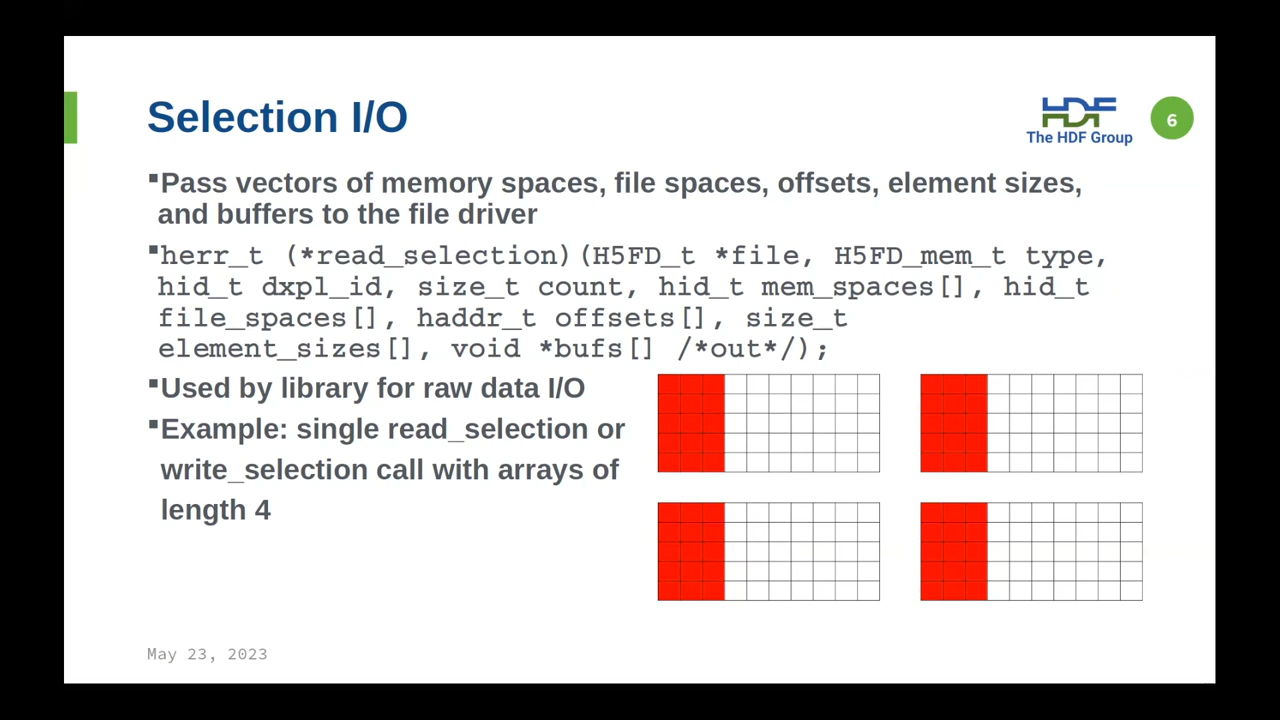 Selection I/O
HDF
The HDF Group
6
▪Pass vectors of memory spaces, file spaces, offsets, element sizes,
and buffers to the file driver
▪herr_t (*read_selection)(H5FD_t *file, H5FD_mem_t type,
hid_t dxpl_id, size_t count, hid_t mem_spaces[], hid_t
file_spaces[], haddr_t offsets[], size_t
element_sizes[], void *bufs[] /*out*/);
▪Used by library for raw data I/O
▪Example: single read_selection or
write_selection call with arrays of
length 4
May 23, 2023